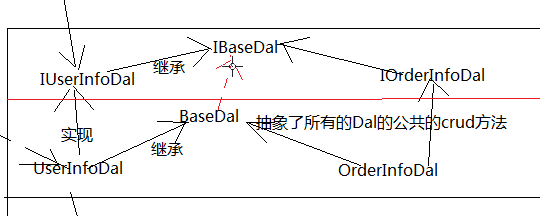 IBaseDal
继承
IUserInfoDal
IOrderInfoDal
BaseDal
抽象了所有的Dal的公共的crud方法
实现
继承
UserInfoDal
OrderInfoDal